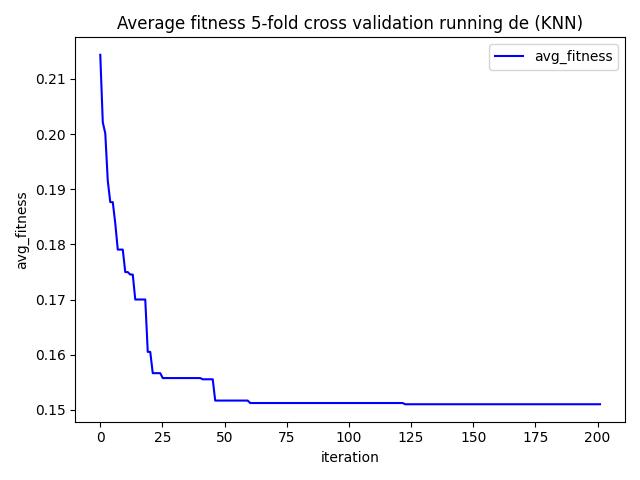 Average fitness 5-fold cross validation running de (KNN)
avg_fitness
0.21
0.20
0.19
0.18
0.17
0.16
0.15
avg_fitness
0 25 50 75 100 125 150 175 200
iteration